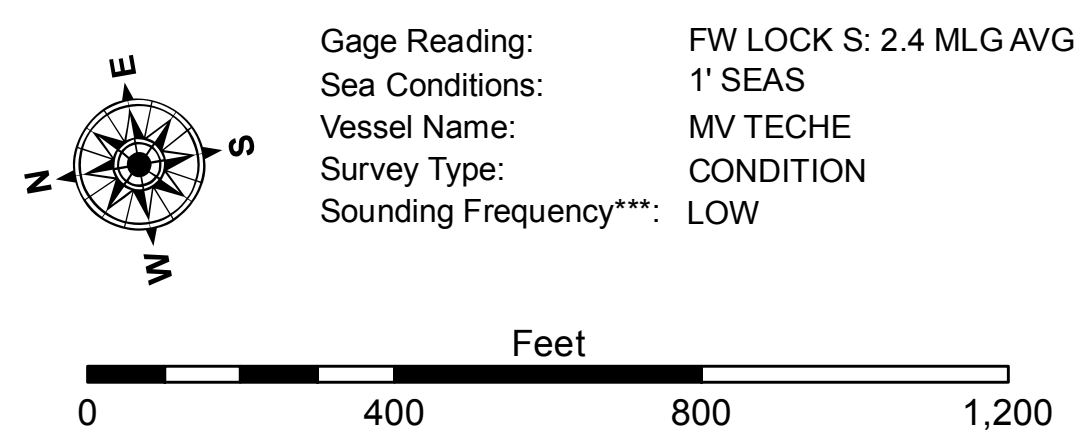 E
N
S
W
Gage Reading: FW LOCK S: 2.4 MLG AVG
Sea Conditions: 1' SEAS
Vessel Name: MV TECHE
Survey Type: CONDITION
Sounding Frequency***: LOW
Feet
0 400 800 1,200